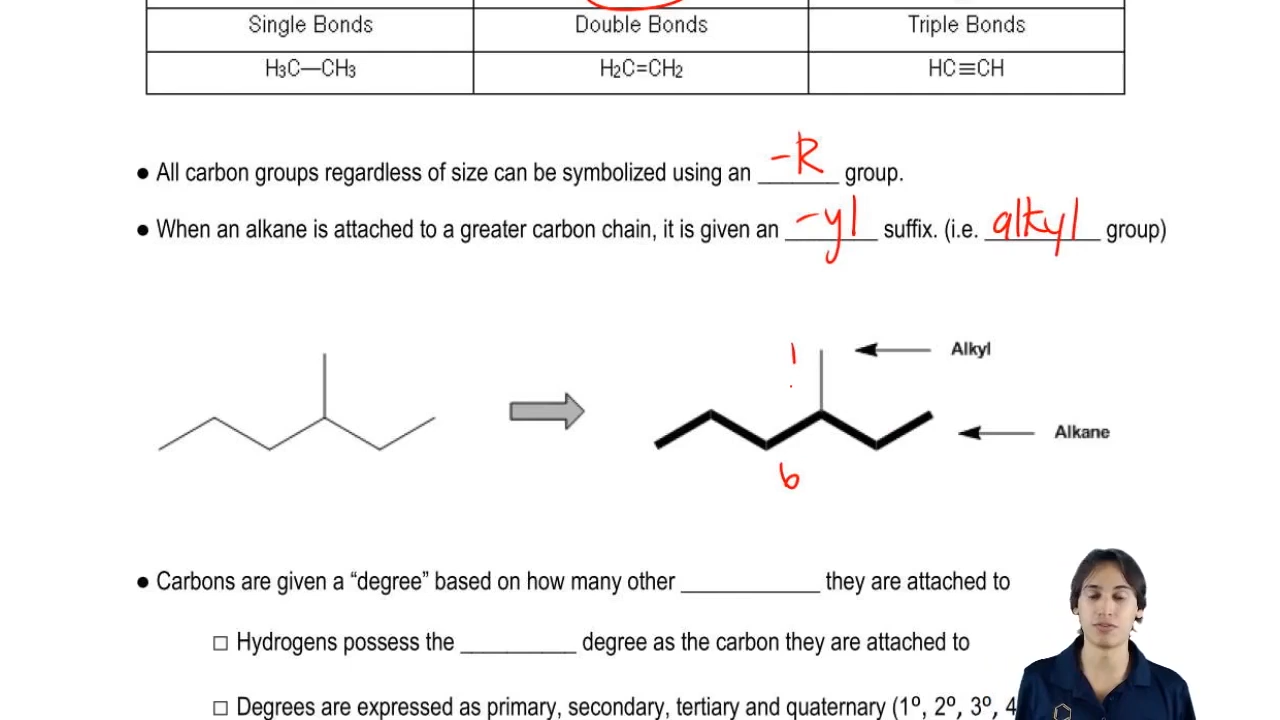 Single Bonds Double Bonds Triple Bonds
H₃C—CH₃ H₂C=CH₂ HC≡CH
● All carbon groups regardless of size can be symbolized using an -R group.
● When an alkane is attached to a greater carbon chain, it is given an -yl suffix. (i.e. alkyl group)
1
Alkyl
Alkane
6
● Carbons are given a “degree” based on how many other __________ they are attached to
□ Hydrogens possess the __________ degree as the carbon they are attached to
□ Degrees are expressed as primary, secondary, tertiary and quaternary (1º, 2º, 3º, 4